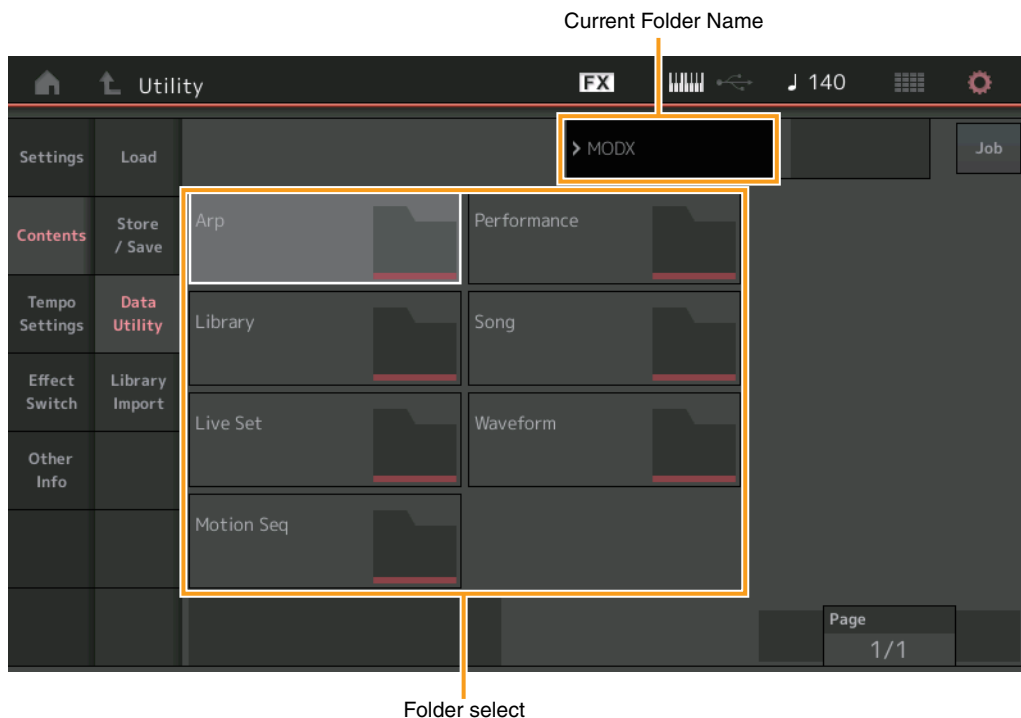 Current Folder Name
Utility
FX
140
Settings
Load
> MODX
Job
Contents
Store
/ Save
Arp
Performance
Tempo
Settings
Data
Utility
Library
Song
Effect
Switch
Library
Import
Live Set
Waveform
Other
Info
Motion Seq
Page
1/1
Folder select